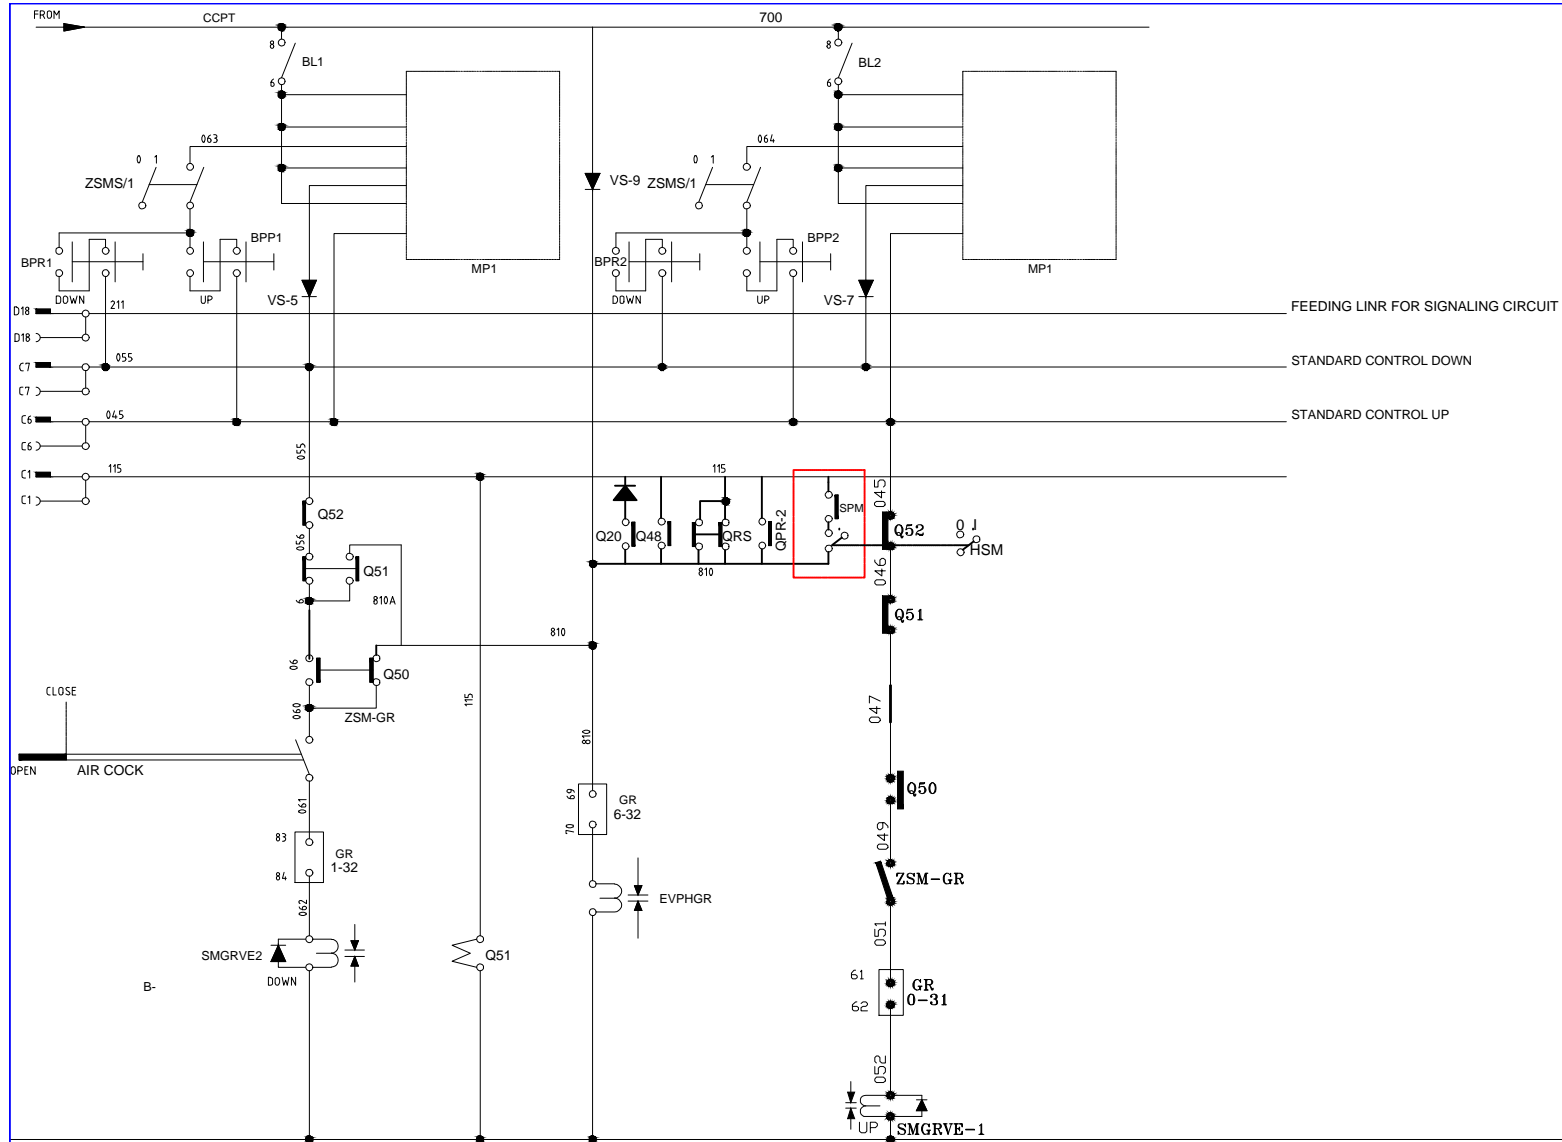 FROM
CCPT
700
8
BL1
6
8
BL2
6
063
064
0 1
ZSMS/1
VS-9
0 1
ZSMS/1
BPP1
BPR1
BPP2
BPR2
MP1
MP1
DOWN
UP
VS-5
DOWN
UP
VS-7
D18
211
FEEDING LINR FOR SIGNALING CIRCUIT
D18
C7
055
STANDARD CONTROL DOWN
C7
C6
045
STANDARD CONTROL UP
C6
055
C1
115
115
C1
045
SPM
Q52
Q20
Q48
QRS
QPR-2
Q52
0 1
HSM
056
810
046
Q51
6
810A
Q51
810
06
Q50
CLOSE
115
060
ZSM-GR
047
810
OPEN
AIR COCK
Q50
061
69
GR
6-32
70
049
83
GR
1-32
84
ZSM-GR
062
EVPHGR
051
SMGRVE2
Q51
61
GR
0-31
62
B-
DOWN
052
UP
SMGRVE-1